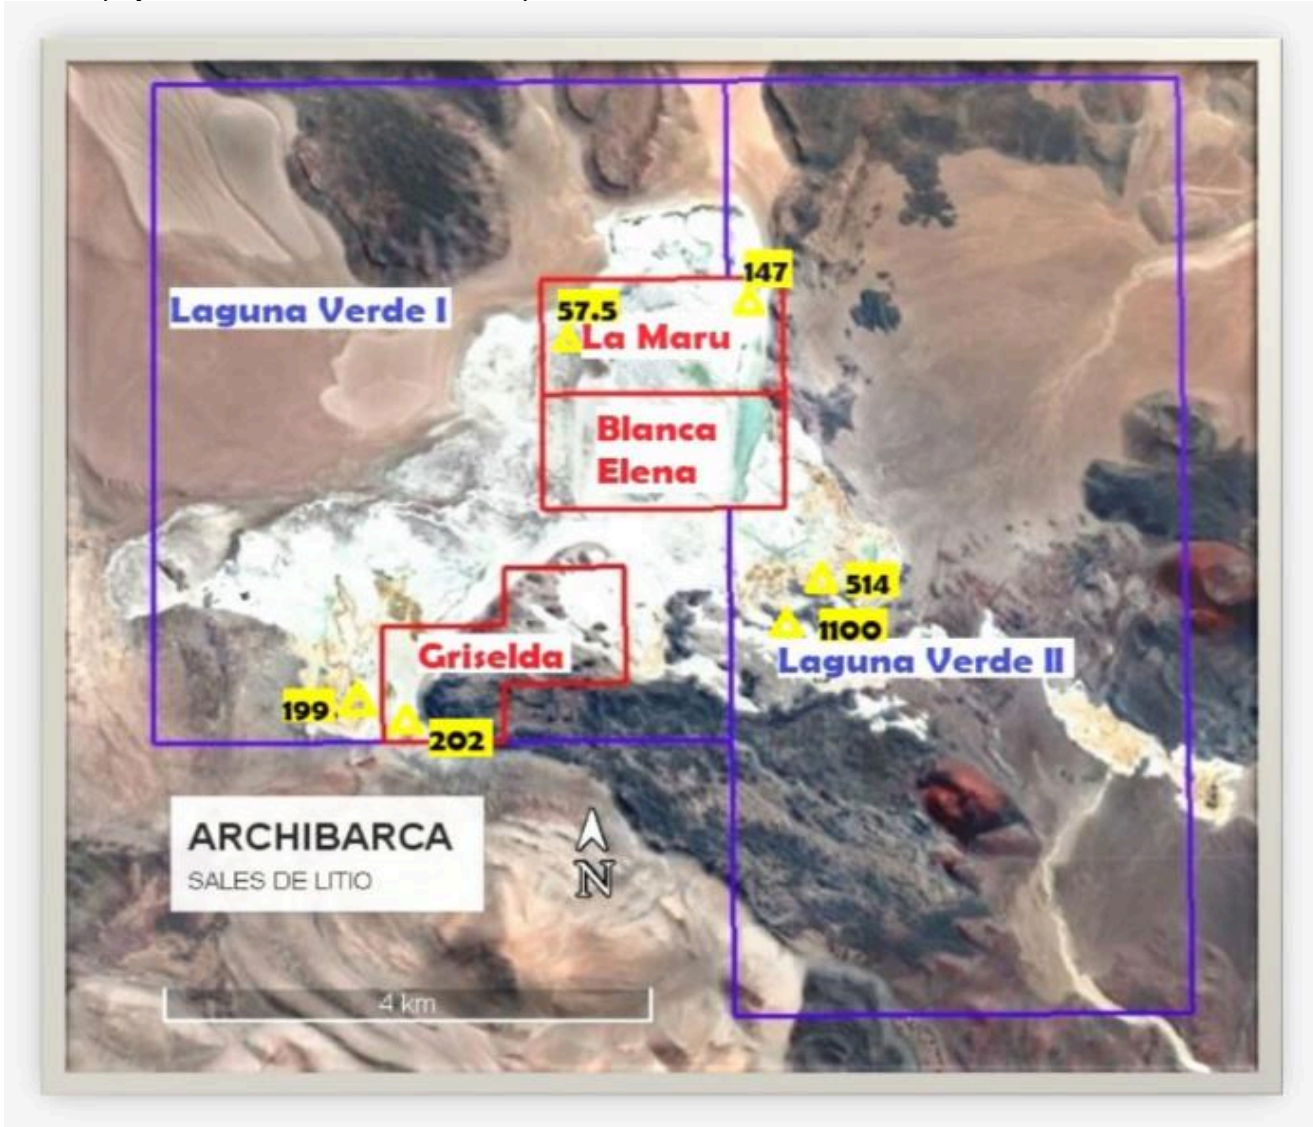 147
57.5
Laguna Verde I
La Maru
Blanca
Elena
514
1100
Griselda
Laguna Verde II
199
202
ARCHIBARCA
SALES DE LITIO
N
4 km